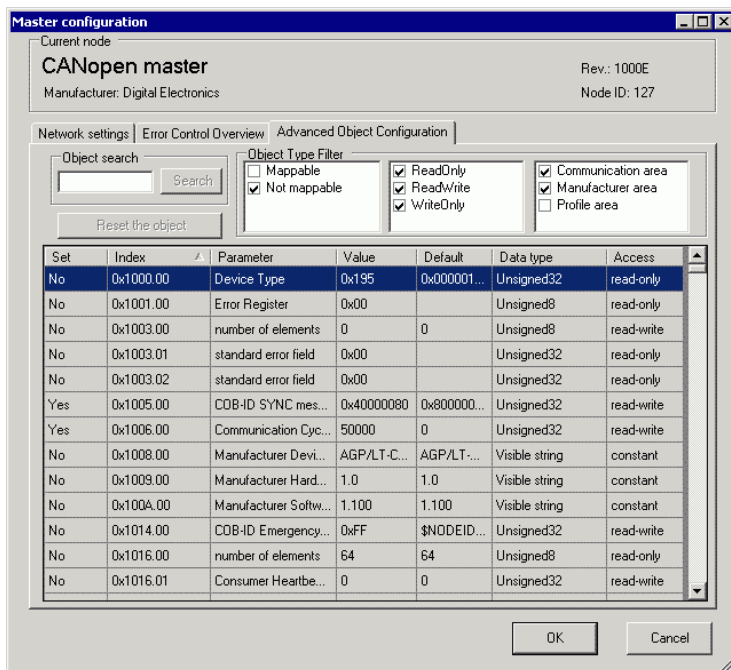 Master configuration
Current node
CANopen master
Rev.: 1000E
Manufacturer: Digital Electronics
Node ID: 127
Network settings
Error Control Overview
Advanced Object Configuration
Object search
Search
Reset the object
Object Type Filter
Mappable
Not mappable
ReadOnly
ReadWrite
WriteOnly
Communication area
Manufacturer area
Profile area
Set Index Parameter Value Default Data type Access
No 0x1000.00 Device Type 0x195 0x000001... Unsigned32 read-only
No 0x1001.00 Error Register 0x00 Unsigned8 read-only
No 0x1003.00 number of elements 0 0 Unsigned8 read-write
No 0x1003.01 standard error field 0x00 Unsigned32 read-only
No 0x1003.02 standard error field 0x00 Unsigned32 read-only
Yes 0x1005.00 COB-ID SYNC mes... 0x40000080 0x800000... Unsigned32 read-write
Yes 0x1006.00 Communication Cyc... 50000 0 Unsigned32 read-write
No 0x1008.00 Manufacturer Devi... AGP/LT-C... AGP/LT-... Visible string constant
No 0x1009.00 Manufacturer Hard... 1.0 1.0 Visible string constant
No 0x100A.00 Manufacturer Softw... 1.100 1.100 Visible string constant
No 0x1014.00 COB-ID Emergency... 0xFF $NODEID... Unsigned32 read-write
No 0x1016.00 number of elements 64 64 Unsigned8 read-only
No 0x1016.01 Consumer Heartbe... 0 0 Unsigned32 read-write
OK
Cancel